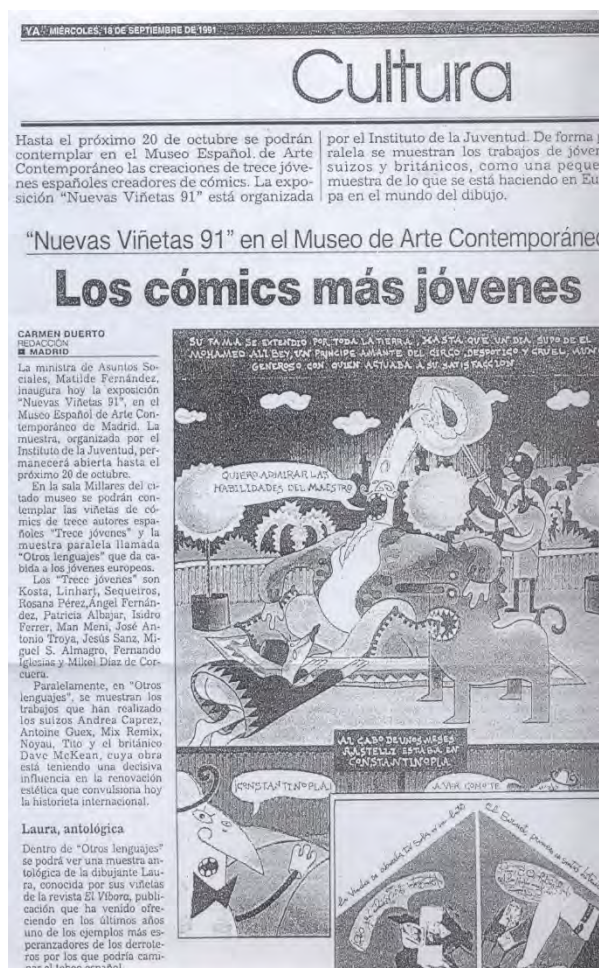 YA - MIERCOLES, 18 DE SEPTIEMBRE DE 1991
Cultura
Hasta el próximo 20 de octubre se podrán
contemplar en el Museo Español de Arte
Contemporáneo las creaciones de trece jóve-
nes españoles creadores de cómics. La expo-
sición "Nuevas Viñetas 91" está organizada
por el Instituto de la Juventud. De forma
ralela se muestran los trabajos de jóve
suizos y británicos, como una peque
muestra de lo que se está haciendo en Eu
pa en el mundo del dibujo.
"Nuevas Viñetas 91" en el Museo de Arte Contemporáneo
Los cómics más jóvenes
CARMEN DUERTO
REDACCIÓN
MADRID
La ministra de Asuntos So-
ciales, Matilde Fernández,
inaugura hoy la exposición
"Nuevas Viñetas 91", en el
Museo Español de Arte Con-
temporáneo de Madrid. La
muestra, organizada por el
Instituto de la Juventud, per-
manecerá abierta hasta el
próximo 20 de octubre.
En la sala Millares del ci-
tado museo se podrán con-
templar las viñetas de có-
mics de trece autores espa-
ñoles "Trece jóvenes" y la
muestra paralela llamada
"Otros lenguajes" que da ca-
bida a los jóvenes europeos.
Los "Trece jóvenes" son
Kosta, Linhart, Sequeiros,
Rosana Pérez, Angel Fernán-
dez, Patricia Albajar, Isidro
Ferrer, Man Meni, José An-
tonio Troya, Jesús Sanz, Mi-
guel S. Almagro, Fernando
Iglesias y Mikel Díaz de Cor-
cuera.
Paralelamente, en "Otros
lenguajes", se muestran los
trabajos que han realizado
los suizos Andrea Caprez,
Antoine Guex, Mix Remix,
Noyau, Tito y el británico
Dave McKean, cuya obra
está teniendo una decisiva
influencia en la renovación
estética que convulsiona hoy
la historieta internacional.
Laura, antológica
Dentro de "Otros lenguajes"
se podrá ver una muestra an-
tológica de la dibujante Lau-
ra, conocida por sus viñetas
de la revista El Víbora, publi-
cación que ha venido ofre-
ciendo en los últimos años
uno de los ejemplos más es-
peranzadores de los derrote-
ros por los que podría cami-
nar el tebeo español.
SU FAMA SE EXTENDIÓ POR TODA LA TIERRA, HASTA QUE UN DIA SUPO DE EL
MOHAMED ALI BEY, UN PRINCIPE AMANTE DEL CIRCO, DESPOTICO Y CRUEL, AUN
GENEROSO CON QUIEN ACTUABA A SU SATISFACCION
QUIERO ADMIRAR LAS
HABILIDADES DEL MAESTRO
AL CABO DE UNOS MESES
RASTELLI ESTABA EN
CONSTANTINOPLA
¡CONSTANTINOPLA!
A VER COMO TE